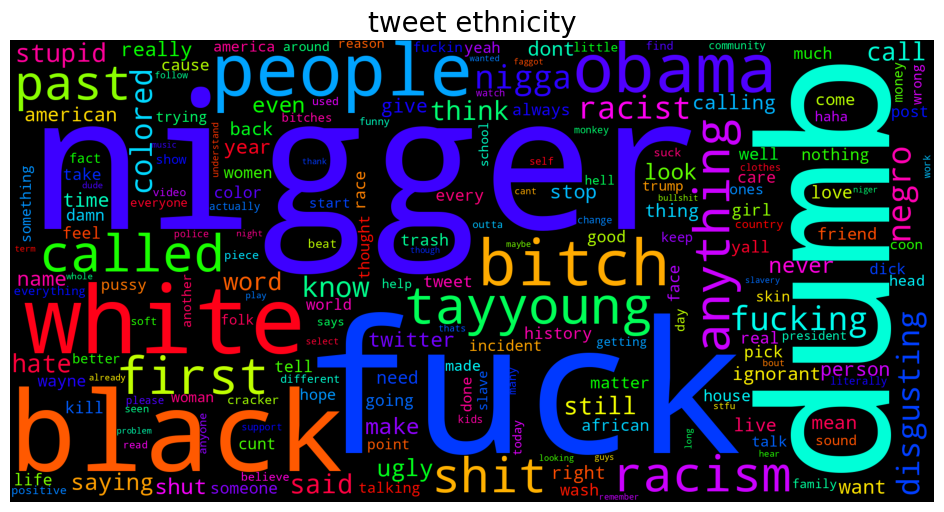 tweet ethnicity
stupid
really
america
around
reason
fuckin
yeah
dont
little
find
community
much
call
cause
follow
people
wanted
faggot
nigga
obama
money
wrong
past
colored
even
used
watch
give
always
think
racist
calling
come
post
american
trying
bitches
funny
haha
nigger
dumb
back
school
monkey
fact
understand
year
music
show
women
thank
self
suck
look
well
nothing
something
take
color
race
cant
stop
hell
trump
care
clothes
work
time
video
everyone
actually
start
every
bullshit
ones
love
niger
negro
damn
dude
thing
girl
country
feel
police
night
outta
change
anything
friend
term
piece
beat
thought
trash
though
maybe
good
keep
yall
coon
called
bitch
never
dick
name
whole
pussy
another
word
know
help
tweet
face
skin
slavery
head
everything
play
world
tayyoung
day
white
soft
folk
says
history
fucking
president
thats
twitter
getting
real
hate
better
first
tell
select
incident
pick
bout
person
disgusting
wayne
already
different
need
made
done
slave
many
matter
ignorant
literally
please
woman
cracker
hope
going
fuck
kids
still
house
stfu
kill
seen
anyone
support
make
african
live
mean
black
problem
read
cunt
point
today
long
talk
sound
looking
guys
hear
life
believe
ugly
shit
right
racism
family
want
positive
saying
shut
someone
said
talking
wash
remember